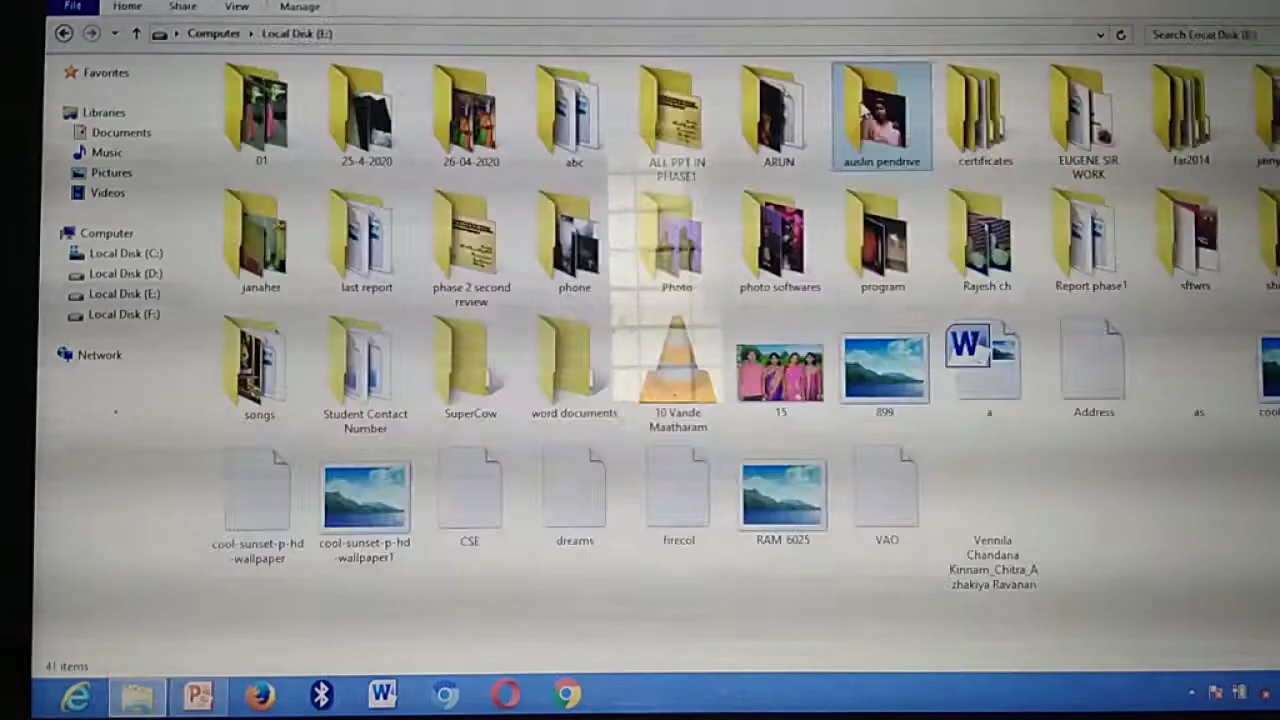 File Home Share View Manage
Computer Local Disk (E:) Search Local Disk (E:)
Favorites
Libraries
Documents
Music
Pictures
Videos
Computer
Local Disk (C:)
Local Disk (D:)
Local Disk (E:)
Local Disk (F:)
Network
01 25-4-2020 26-04-2020 abc ALL PPT IN ARUN auslin pendrive certificates EUGENE SIR far2014
PHASE1 WORK
janaher last report phase 2 second phone Photo photo softwares program Rajesh ch Report phase1 sftwrs
review
songs Student Contact SuperCow word documents 10 Vande 15 899 a Address as
Number Maatharam
cool-sunset-p-hd cool-sunset-p-hd CSE dreams firecol RAM 6025 VAO Vennila
-wallpaper -wallpaper1 Chandana
Kinnam_Chitra_A
zhakiya Ravanan
41 items